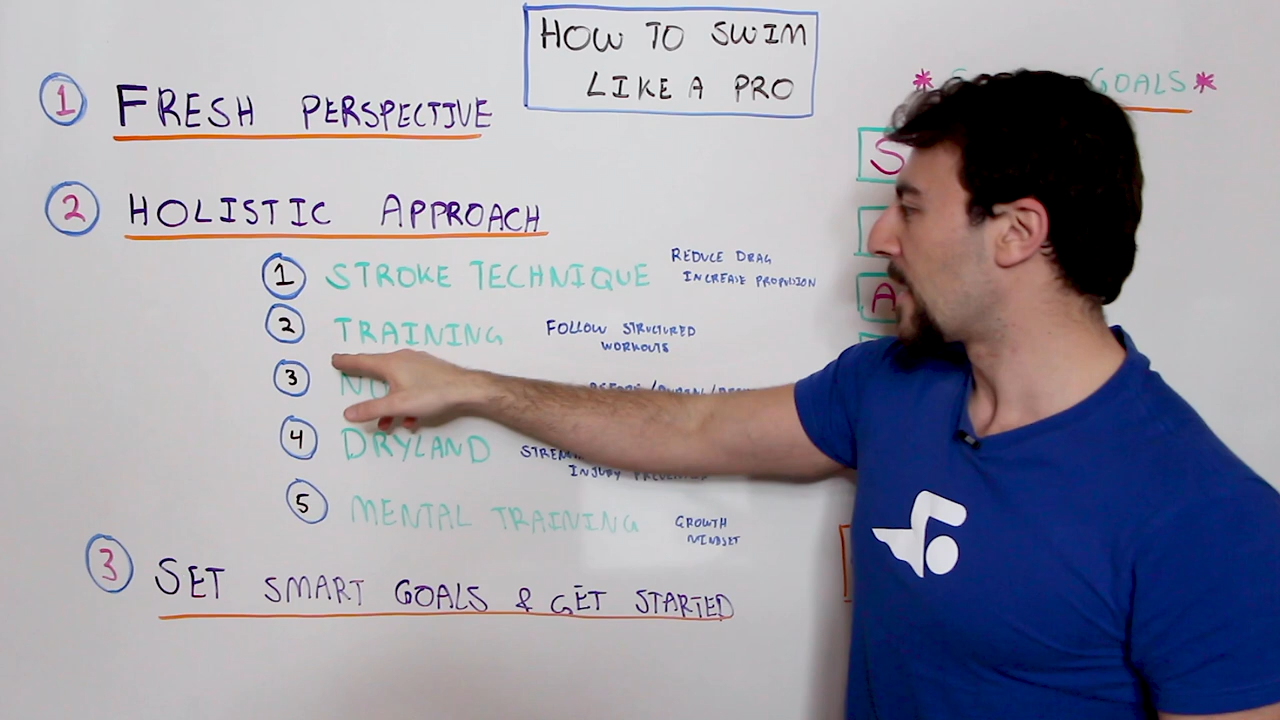 HOW TO SWIM
LIKE A PRO
1 FRESH PERSPECTIVE
2 HOLISTIC APPROACH
1 STROKE TECHNIQUE
REDUCE DRAG
INCREASE PROPULSION
2 TRAINING
FOLLOW STRUCTURED
WORKOUTS
3 NU
4 DRYLAND
INJURY
5 MENTAL TRAINING
GROWTH
MINDSET
3 SET SMART GOALS & GET STARTED
* GOALS *
S
A